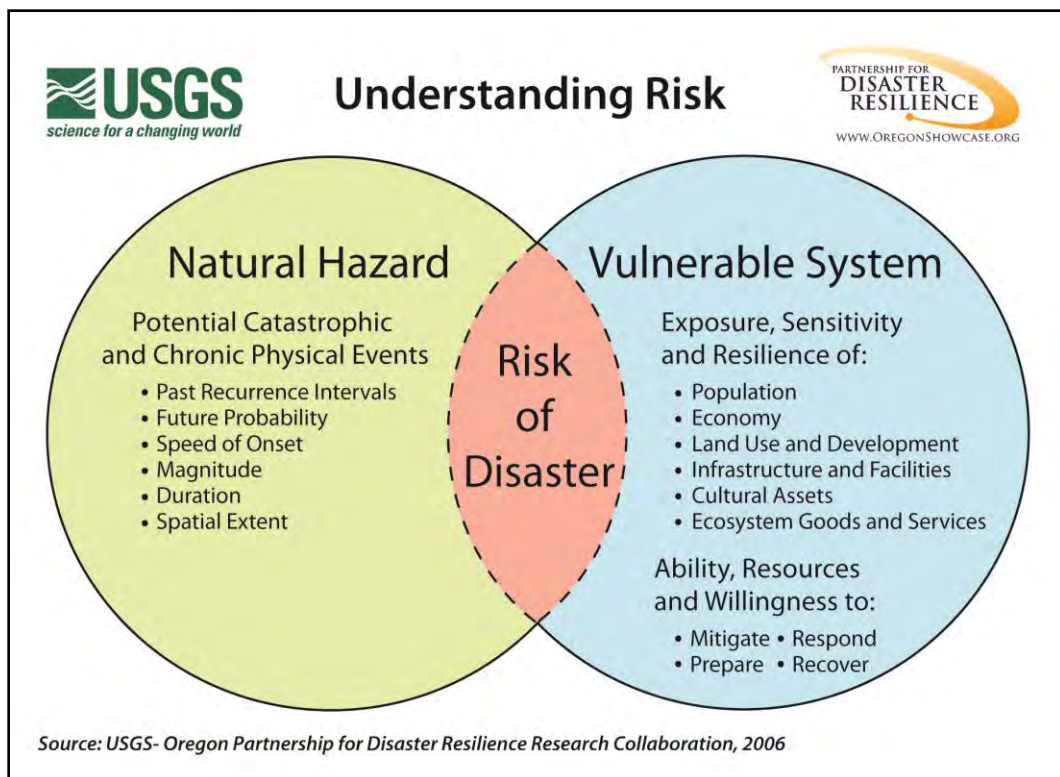 USGS
science for a changing world
Understanding Risk
PARTNERSHIP FOR
DISASTER
RESILIENCE
WWW.OREGONSHOWCASE.ORG
Natural Hazard
Potential Catastrophic
and Chronic Physical Events
• Past Recurrence Intervals
• Future Probability
• Speed of Onset
• Magnitude
• Duration
• Spatial Extent
Risk
of
Disaster
Vulnerable System
Exposure, Sensitivity
and Resilience of:
• Population
• Economy
• Land Use and Development
• Infrastructure and Facilities
• Cultural Assets
• Ecosystem Goods and Services
Ability, Resources
and Willingness to:
• Mitigate • Respond
• Prepare • Recover
Source: USGS- Oregon Partnership for Disaster Resilience Research Collaboration, 2006